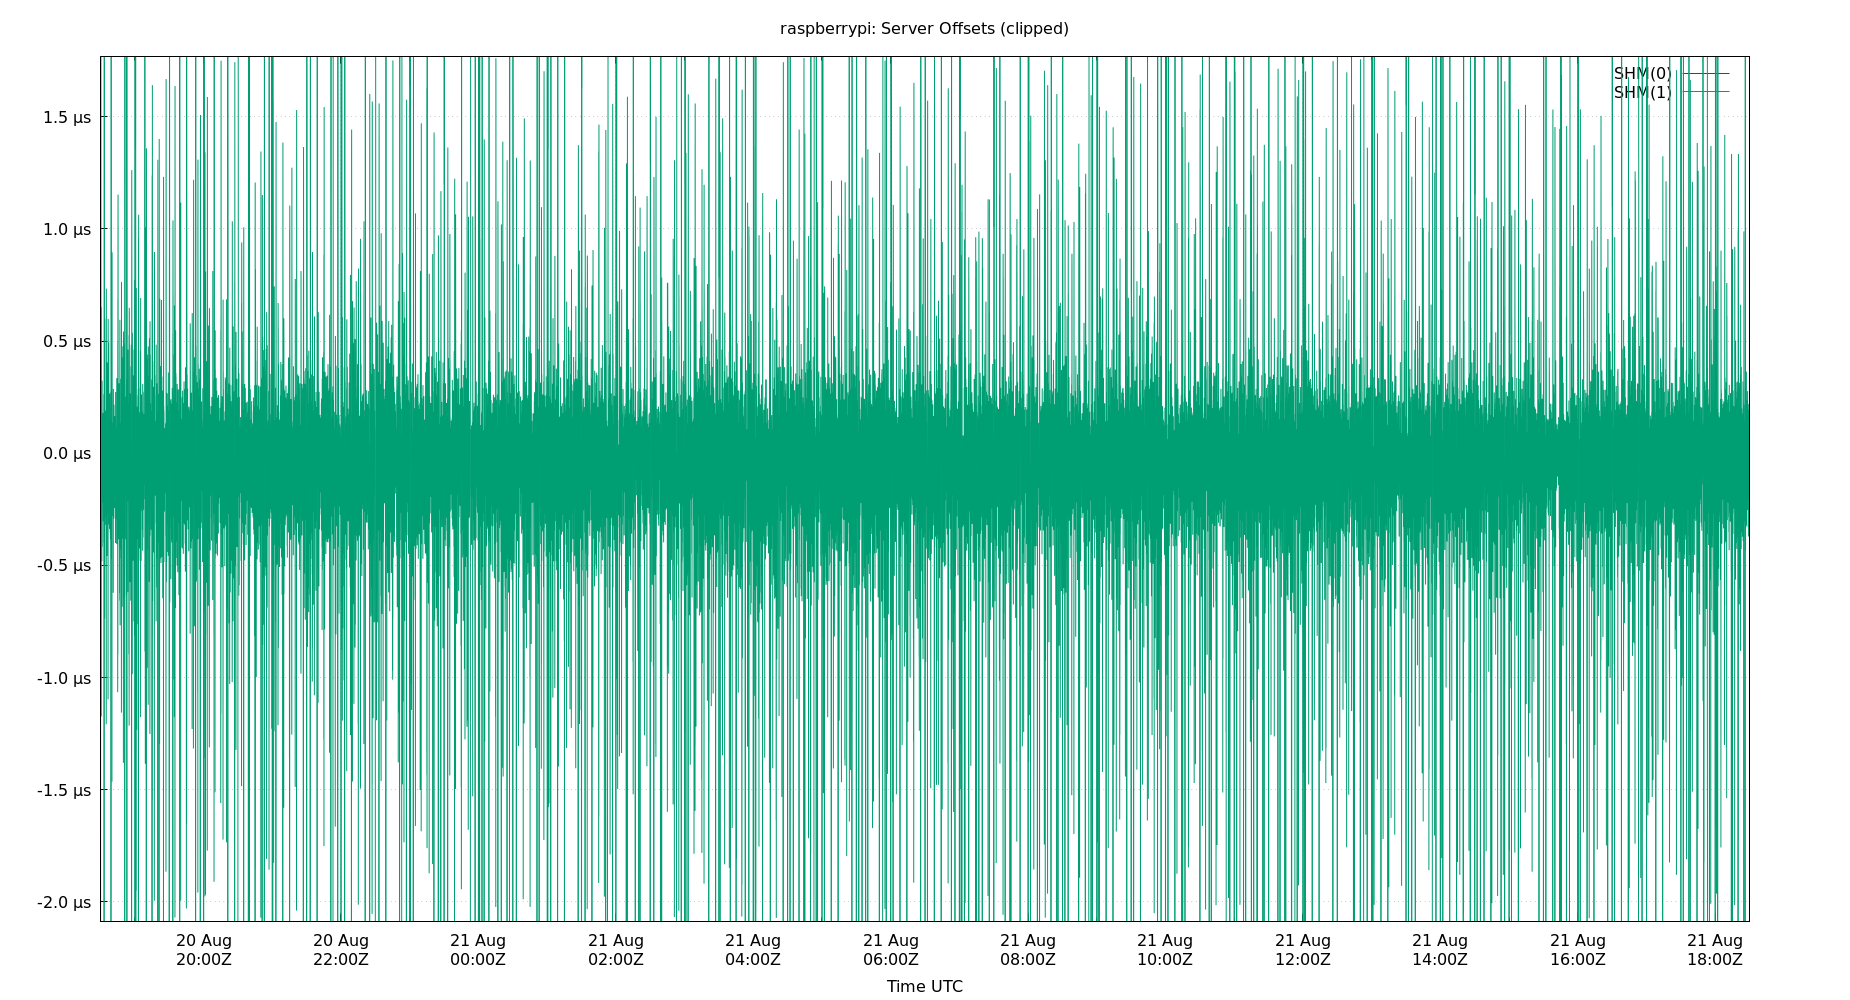 raspberrypi: Server Offsets (clipped)
SHM(0)
SHM(1)
1.5 µs
1.0 µs
0.5 µs
0.0 µs
-0.5 µs
-1.0 µs
-1.5 µs
-2.0 µs
20 Aug 20 Aug 21 Aug 21 Aug 21 Aug 21 Aug 21 Aug 21 Aug 21 Aug 21 Aug 21 Aug 21 Aug
20:00Z 22:00Z 00:00Z 02:00Z 04:00Z 06:00Z 08:00Z 10:00Z 12:00Z 14:00Z 16:00Z 18:00Z
Time UTC